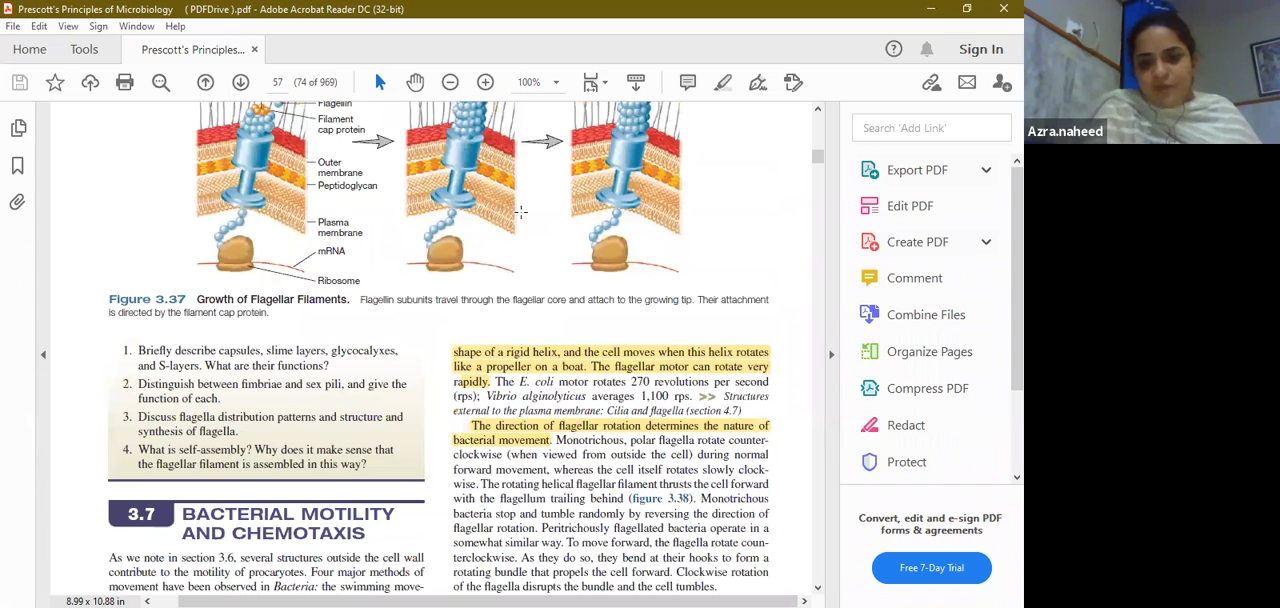 Prescott's Principles of Microbiology ( PDFDrive ).pdf - Adobe Acrobat Reader DC (32-bit)
File Edit View Sign Window Help
Home Tools Prescott's Principles... × Sign In
57 (74 of 969) 100%
Flagellin
Filament
cap protein
Outer
membrane
Peptidoglycan
Plasma
membrane
mRNA
Ribosome
Figure 3.37 Growth of Flagellar Filaments. Flagellin subunits travel through the flagellar core and attach to the growing tip. Their attachment
is directed by the filament cap protein.
1. Briefly describe capsules, slime layers, glycocalyxes,
and S-layers. What are their functions?
2. Distinguish between fimbriae and sex pili, and give the
function of each.
3. Discuss flagella distribution patterns and structure and
synthesis of flagella.
4. What is self-assembly? Why does it make sense that
the flagellar filament is assembled in this way?
3.7 BACTERIAL MOTILITY
AND CHEMOTAXIS
As we note in section 3.6, several structures outside the cell wall
contribute to the motility of procaryotes. Four major methods of
movement have been observed in Bacteria: the swimming move-
shape of a rigid helix, and the cell moves when this helix rotates
like a propeller on a boat. The flagellar motor can rotate very
rapidly. The E. coli motor rotates 270 revolutions per second
(rps); Vibrio alginolyticus averages 1,100 rps. >> Structures
external to the plasma membrane: Cilia and flagella (section 4.7)
The direction of flagellar rotation determines the nature of
bacterial movement. Monotrichous, polar flagella rotate counter-
clockwise (when viewed from outside the cell) during normal
forward movement, whereas the cell itself rotates slowly clock-
wise. The rotating helical flagellar filament thrusts the cell forward
with the flagellum trailing behind (figure 3.38). Monotrichous
bacteria stop and tumble randomly by reversing the direction of
flagellar rotation. Peritrichously flagellated bacteria operate in a
somewhat similar way. To move forward, the flagella rotate coun-
terclockwise. As they do so, they bend at their hooks to form a
rotating bundle that propels the cell forward. Clockwise rotation
of the flagella disrupts the bundle and the cell tumbles.
8.99 x 10.88 in
Search 'Add Link'
Export PDF
Edit PDF
Create PDF
Comment
Combine Files
Organize Pages
Compress PDF
Redact
Protect
Convert, edit and e-sign PDF
forms & agreements
Free 7-Day Trial
Azra.naheed